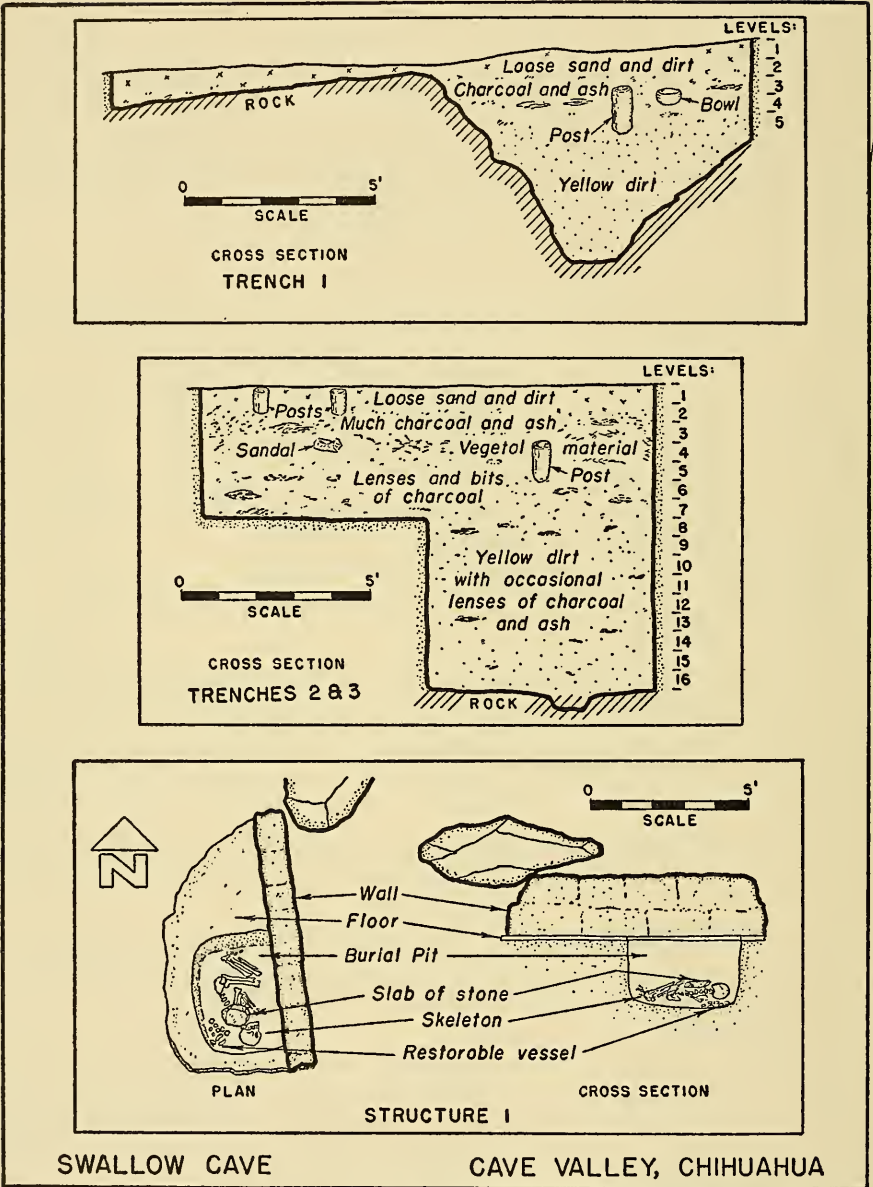 LEVELS:
1
Loose sand and dirt
2
Charcoal and ash
3
ROCK
4
Bowl
Post
5
Yellow dirt
0 5'
SCALE
CROSS SECTION
TRENCH 1
LEVELS:
1
Loose sand and dirt
Posts
2
Much charcoal and ash
3
Sandal
Vegetal material
4
Lenses and bits
of charcoal
Post
5
6
7
8
Yellow dirt
with occasional
lenses of charcoal
and ash
9
10
11
12
13
14
15
16
0 5'
SCALE
CROSS SECTION
TRENCHES 2 & 3
ROCK
0 5'
SCALE
N
Wall
Floor
Burial Pit
Slab of stone
Skeleton
Restorable vessel
PLAN
CROSS SECTION
STRUCTURE 1
SWALLOW CAVE
CAVE VALLEY, CHIHUAHUA